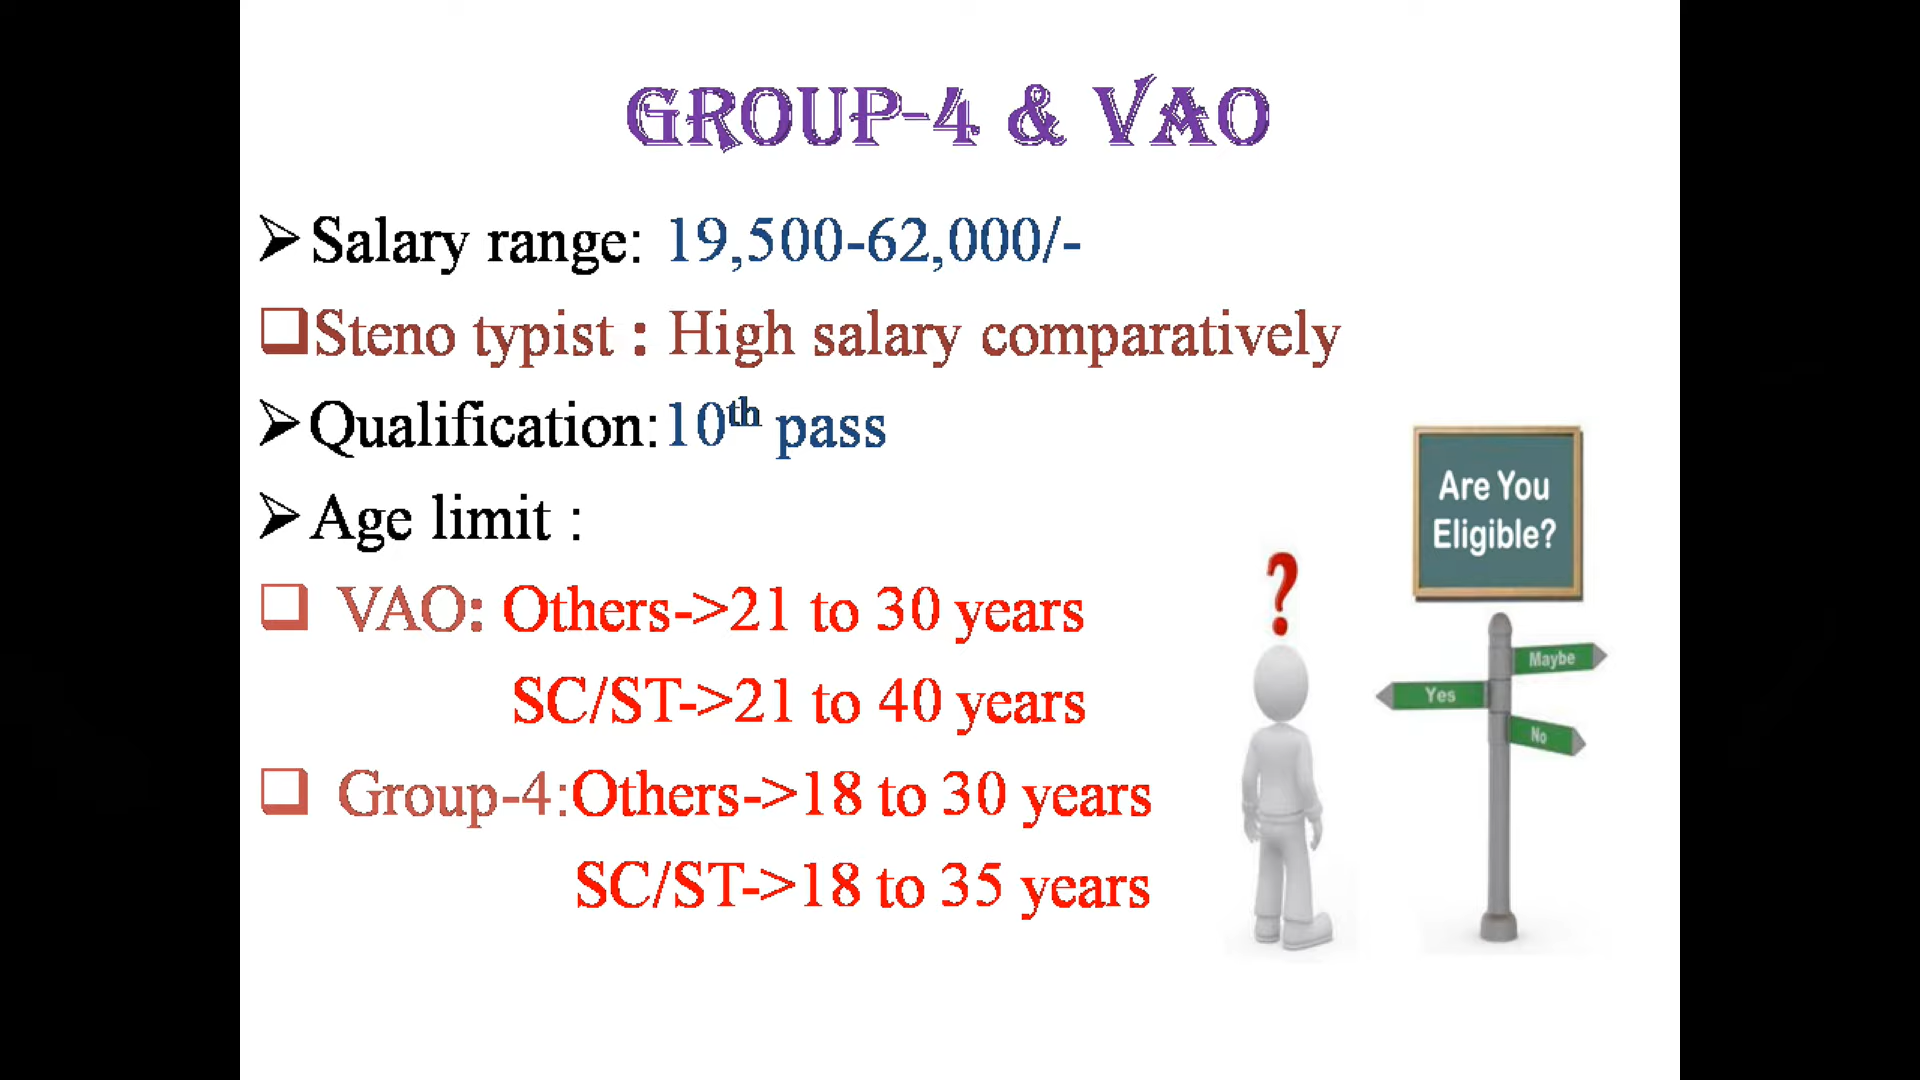 GROUP-4 & VAO
Salary range: 19,500-62,000/-
Steno typist : High salary comparatively
Qualification:10th pass
Age limit :
VAO: Others->21 to 30 years
SC/ST->21 to 40 years
Group-4:Others->18 to 30 years
SC/ST->18 to 35 years
Are You
Eligible?
?
Maybe
Yes
No